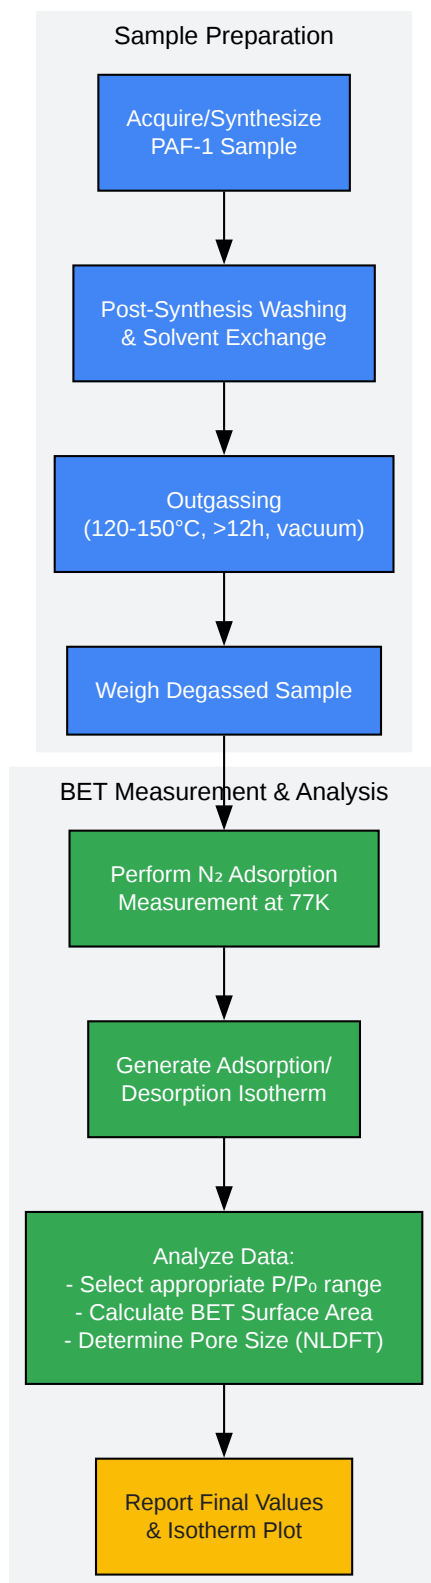 Sample Preparation
Acquire/Synthesize
PAF-1 Sample
Post-Synthesis Washing
& Solvent Exchange
Outgassing
(120-150°C, >12h, vacuum)
Weigh Degassed Sample
BET Measurement & Analysis
Perform N₂ Adsorption
Measurement at 77K
Generate Adsorption/
Desorption Isotherm
Analyze Data:
- Select appropriate P/P₀ range
- Calculate BET Surface Area
- Determine Pore Size (NLDFT)
Report Final Values
& Isotherm Plot